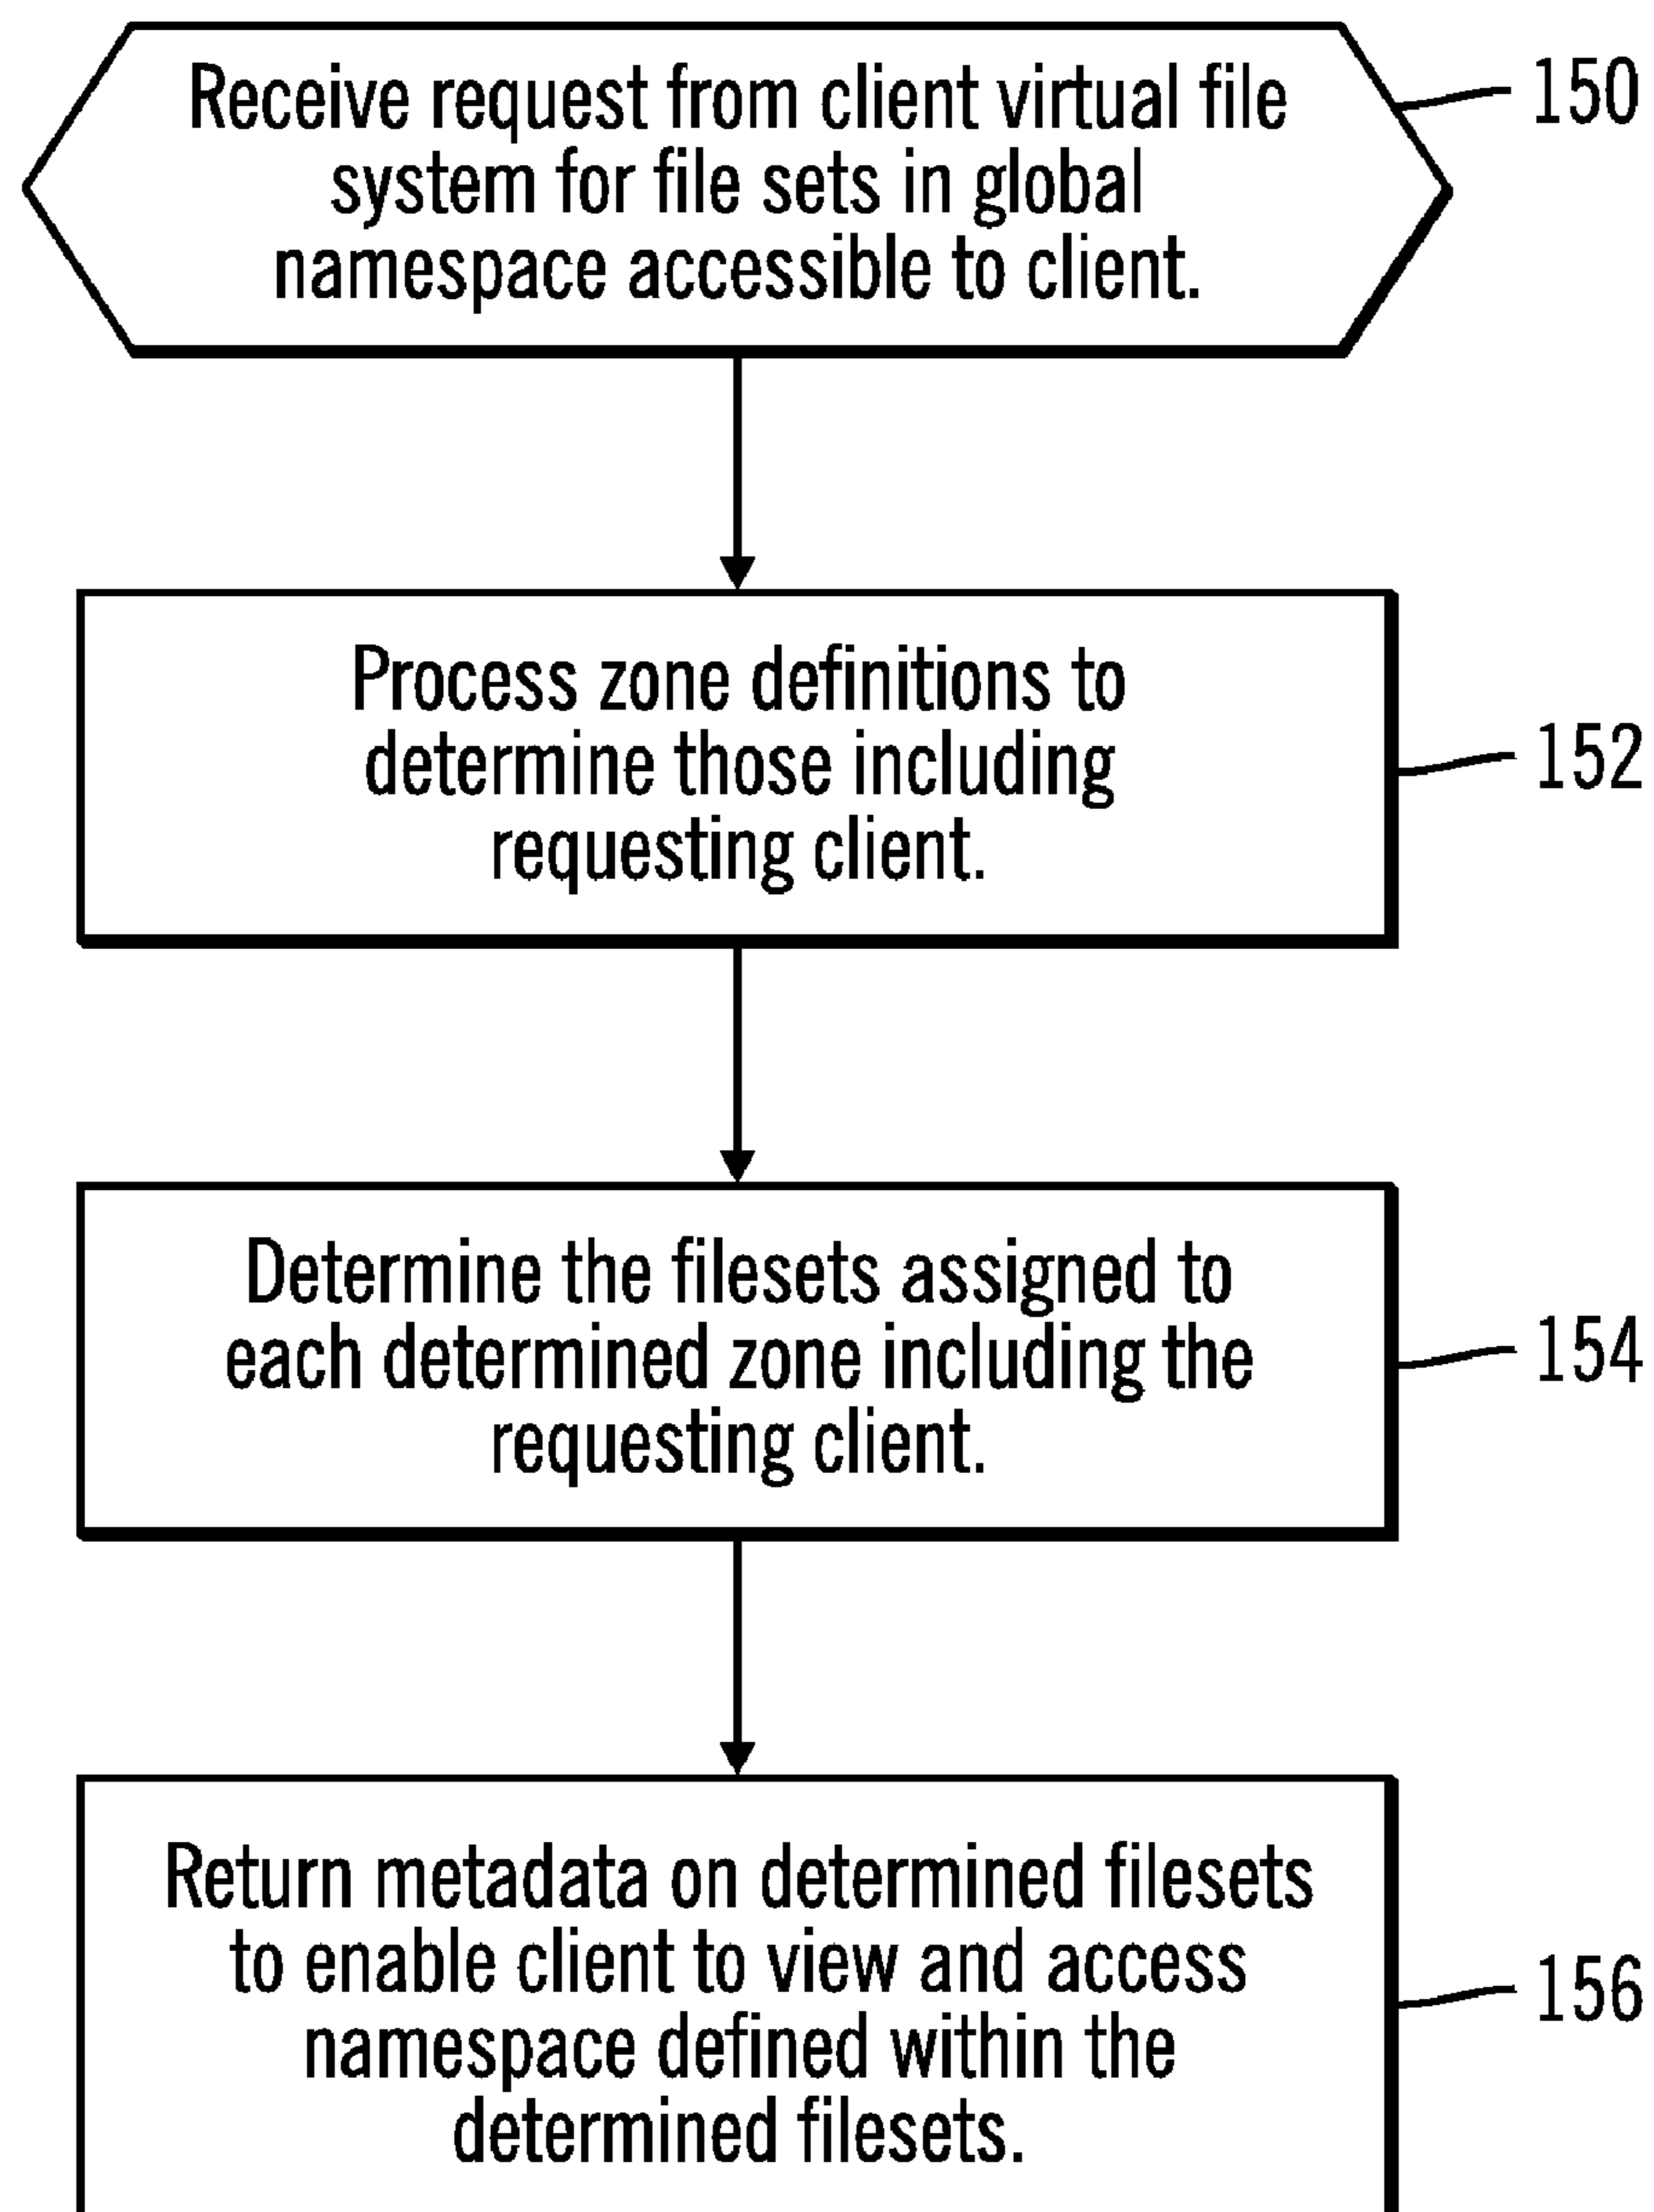 Receive request from client virtual file
system for file sets in global
namespace accessible to client.
150
Process zone definitions to
determine those including
requesting client.
152
Determine the filesets assigned to
each determined zone including the
requesting client.
154
Return metadata on determined filesets
to enable client to view and access
namespace defined within the
determined filesets.
156